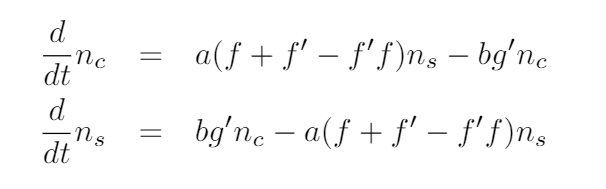 d/dt n_c = a(f + f′ − f′f)n_s − bg′n_c
d/dt n_s = bg′n_c − a(f + f′ − f′f)n_s